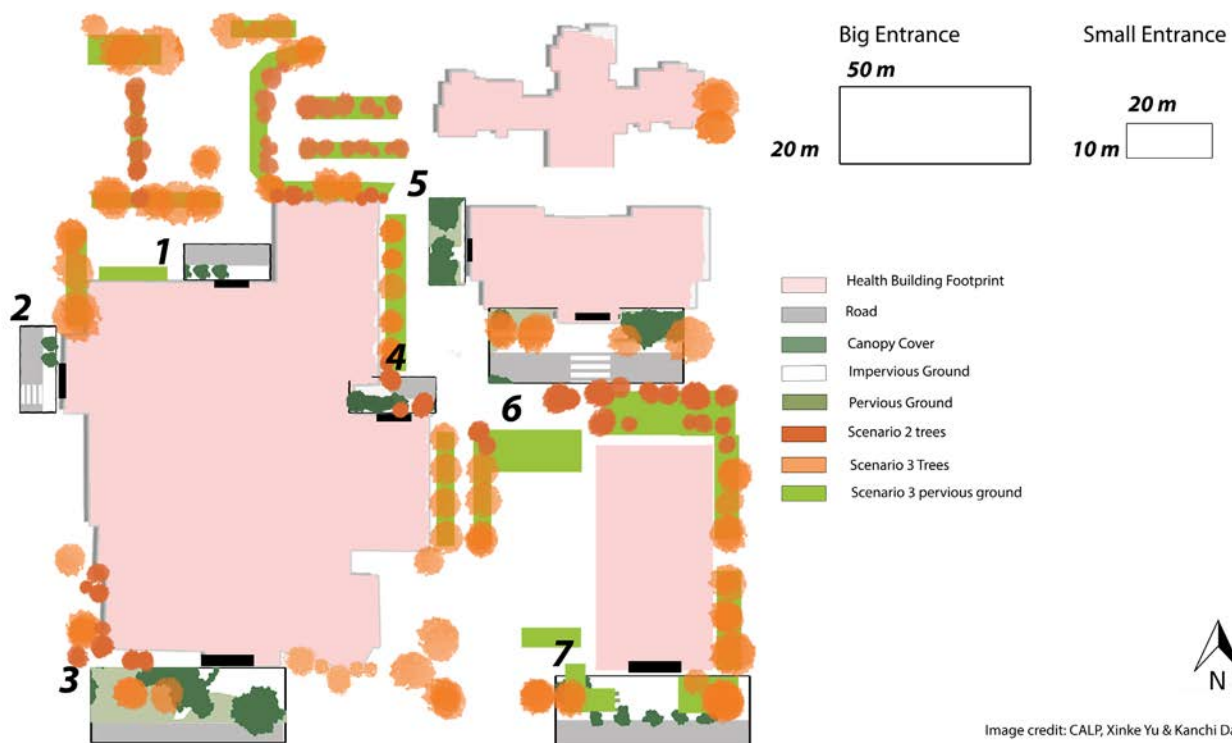 Big Entrance
Small Entrance
50 m
20 m
20 m
10 m
5
1
2
4
6
3
7
Health Building Footprint
Road
Canopy Cover
Impervious Ground
Pervious Ground
Scenario 2 trees
Scenario 3 Trees
Scenario 3 pervious ground
N
Image credit: CALP, Xinke Yu & Kanchi